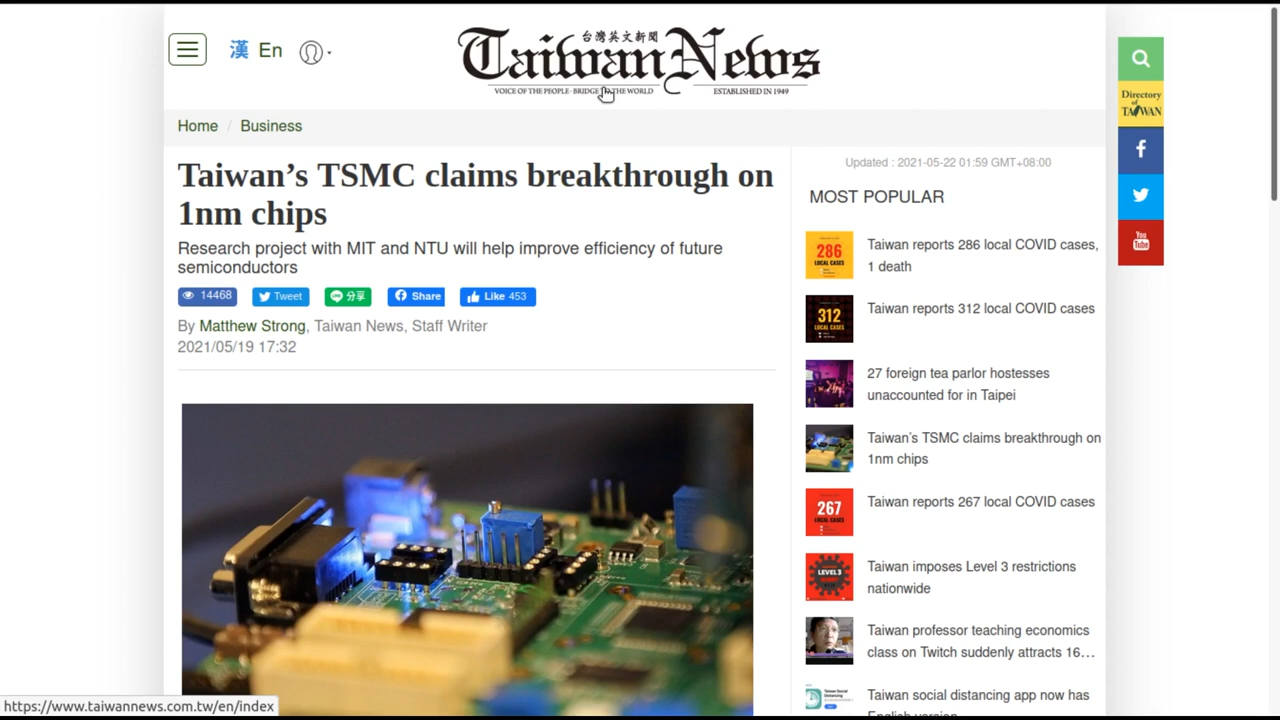 漢 En
台灣英文新聞
Taiwan News
VOICE OF THE PEOPLE-BRIDGE TO THE WORLD ESTABLISHED IN 1949
Home / Business
Taiwan's TSMC claims breakthrough on
1nm chips
Research project with MIT and NTU will help improve efficiency of future
semiconductors
14468 Tweet 分享 Share Like 453
By Matthew Strong, Taiwan News, Staff Writer
2021/05/19 17:32
Updated : 2021-05-22 01:59 GMT+08:00
MOST POPULAR
286
LOCAL CASES
Taiwan reports 286 local COVID cases,
1 death
312
LOCAL CASES
Taiwan reports 312 local COVID cases
27 foreign tea parlor hostesses
unaccounted for in Taipei
Taiwan's TSMC claims breakthrough on
1nm chips
267
LOCAL CASES
Taiwan reports 267 local COVID cases
LEVEL 3
Taiwan imposes Level 3 restrictions
nationwide
Taiwan professor teaching economics
class on Twitch suddenly attracts 16...
Taiwan social distancing app now has
English version
Directory
of
TAIWAN
You
Tube
https://www.taiwannews.com.tw/en/index